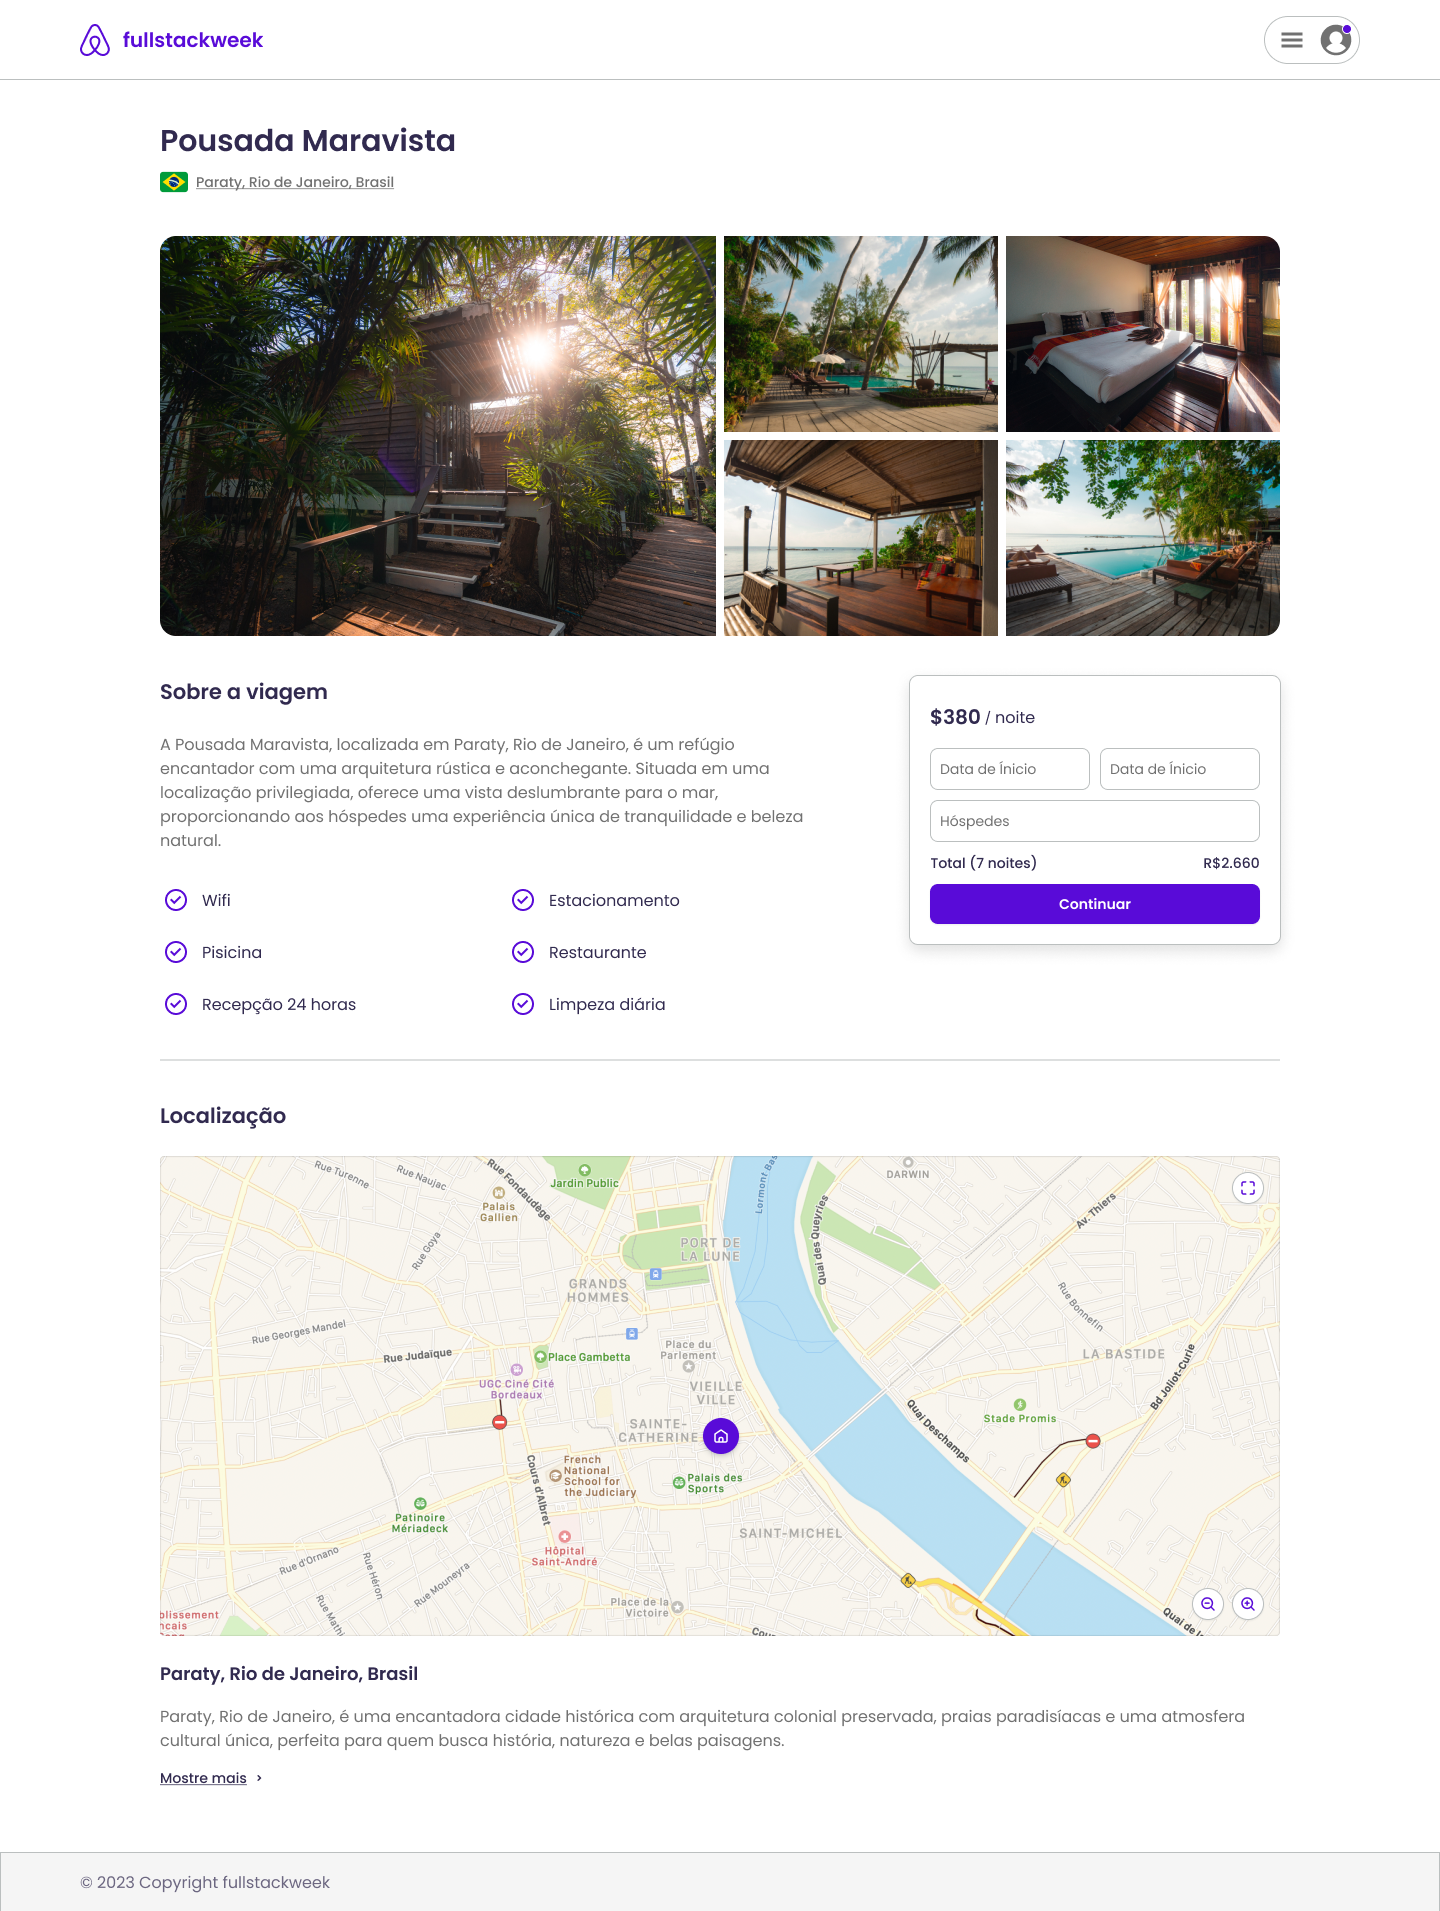 fullstackweek
Pousada Maravista
Paraty, Rio de Janeiro, Brasil
Sobre a viagem
A Pousada Maravista, localizada em Paraty, Rio de Janeiro, é um refúgio
encantador com uma arquitetura rústica e aconchegante. Situada em uma
localização privilegiada, oferece uma vista deslumbrante para o mar,
proporcionando aos hóspedes uma experiência única de tranquilidade e beleza
natural.
Wifi
Estacionamento
Pisicina
Restaurante
Recepção 24 horas
Limpeza diária
$380 / noite
Data de Ínicio
Data de Ínicio
Hóspedes
Total (7 noites)
R$2.660
Continuar
Localização
Rue Turenne
Rue Naujac
Rue Fondaudège
Jardin Public
Lormont Bas
DARWIN
Palais
Gallien
Quai des Queyries
Av. Thiers
Rue Goya
PORT DE
LA LUNE
GRANDS
HOMMES
Rue Bonnefin
Rue Georges Mandel
Rue Judaïque
Place Gambetta
Place du
Parlement
LA BASTIDE
Bd Joliot-Curie
UGC Ciné Cité
Bordeaux
VIEILLE
VILLE
Quai Deschamps
Stade Promis
SAINTE-
CATHERINE
Cours d'Albret
French
National
School for
the Judiciary
Palais des
Sports
Patinoire
Mériadeck
SAINT-MICHEL
Hôpital
Saint-André
Rue d'Ornano
Rue Héron
Rue Mouneyra
Rue Mathi
Place de la
Victoire
blissement
ncais
Cour
Quai de la
Paraty, Rio de Janeiro, Brasil
Paraty, Rio de Janeiro, é uma encantadora cidade histórica com arquitetura colonial preservada, praias paradisíacas e uma atmosfera
cultural única, perfeita para quem busca história, natureza e belas paisagens.
Mostre mais
© 2023 Copyright fullstackweek